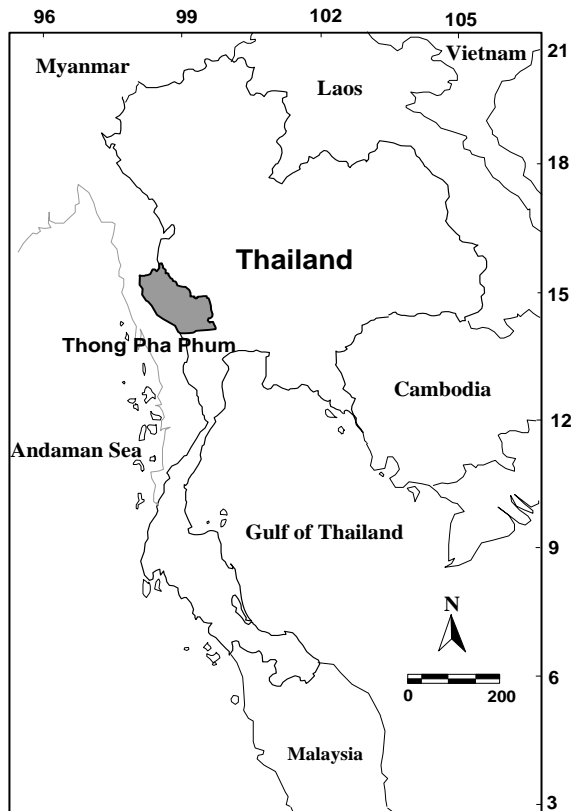 96 99 102 105
Myanmar
Vietnam
21
Laos
18
Thailand
15
Thong Pha Phum
Cambodia
12
Andaman Sea
Gulf of Thailand
9
N
6
0 200
Malaysia
3